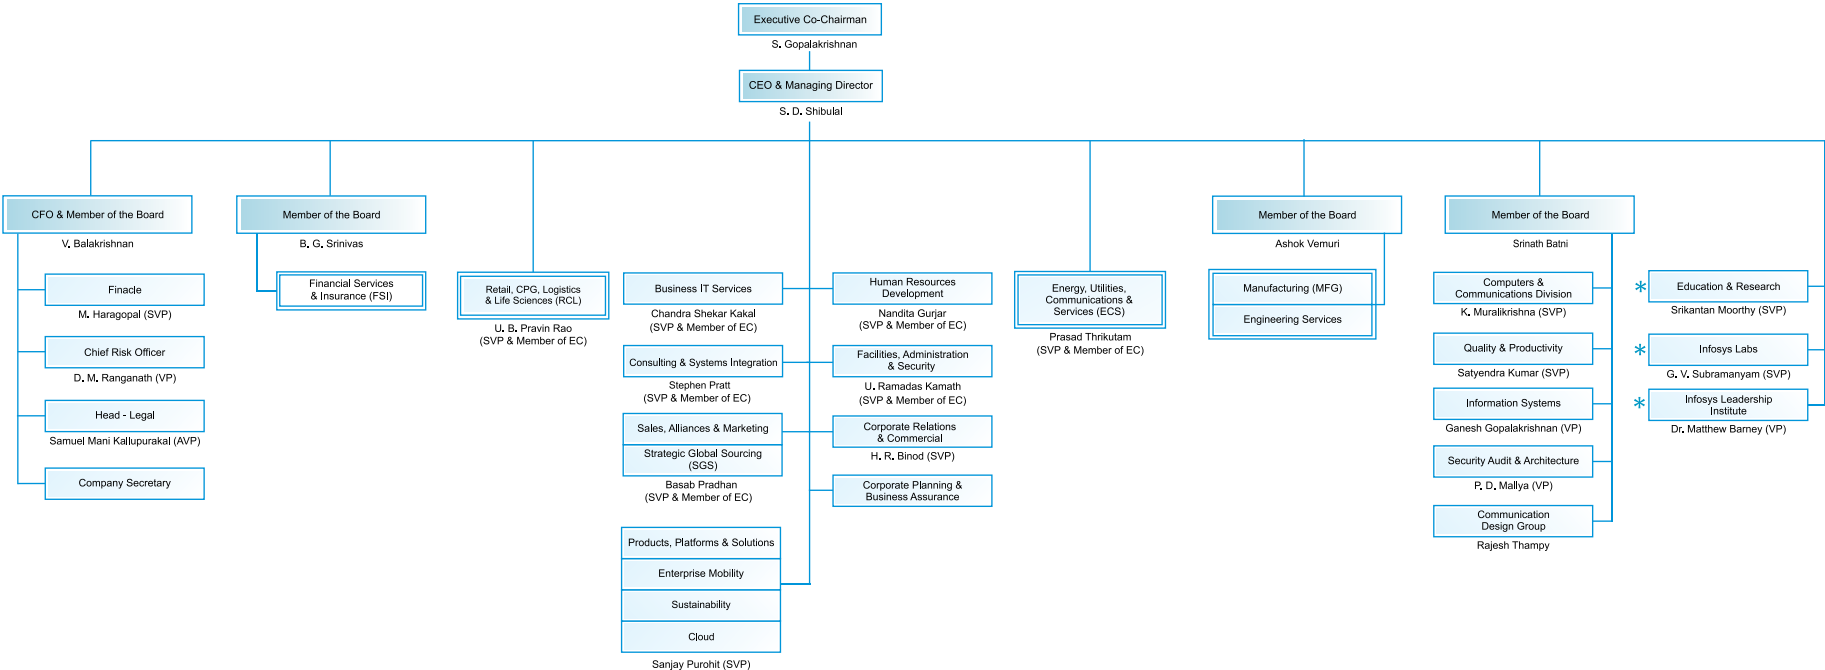 Executive Co-Chairman
S. Gopalakrishnan
CEO & Managing Director
S. D. Shibulal
CFO & Member of the Board
V. Balakrishnan
Finacle
M. Haragopal (SVP)
Chief Risk Officer
D. M. Ranganath (VP)
Head - Legal
Samuel Mani Kallupurakal (AVP)
Company Secretary
Member of the Board
B. G. Srinivas
Financial Services
& Insurance (FSI)
Retail, CPG, Logistics
& Life Sciences (RCL)
U. B. Pravin Rao
(SVP & Member of EC)
Business IT Services
Chandra Shekar Kakal
(SVP & Member of EC)
Consulting & Systems Integration
Stephen Pratt
(SVP & Member of EC)
Sales, Alliances & Marketing
Strategic Global Sourcing
(SGS)
Basab Pradhan
(SVP & Member of EC)
Products, Platforms & Solutions
Enterprise Mobility
Sustainability
Cloud
Sanjay Purohit (SVP)
Human Resources
Development
Nandita Gurjar
(SVP & Member of EC)
Facilities, Administration
& Security
U. Ramadas Kamath
(SVP & Member of EC)
Corporate Relations
& Commercial
H. R. Binod (SVP)
Corporate Planning &
Business Assurance
Energy, Utilities,
Communications &
Services (ECS)
Prasad Thrikutam
(SVP & Member of EC)
Member of the Board
Ashok Vemuri
Manufacturing (MFG)
Engineering Services
Member of the Board
Srinath Batni
Computers &
Communications Division
K. Muralikrishna (SVP)
Quality & Productivity
Satyendra Kumar (SVP)
Information Systems
Ganesh Gopalakrishnan (VP)
Security Audit & Architecture
P. D. Mallya (VP)
Communication
Design Group
Rajesh Thampy
* Education & Research
Srikantan Moorthy (SVP)
* Infosys Labs
G. V. Subramanyam (SVP)
* Infosys Leadership
Institute
Dr. Matthew Barney (VP)